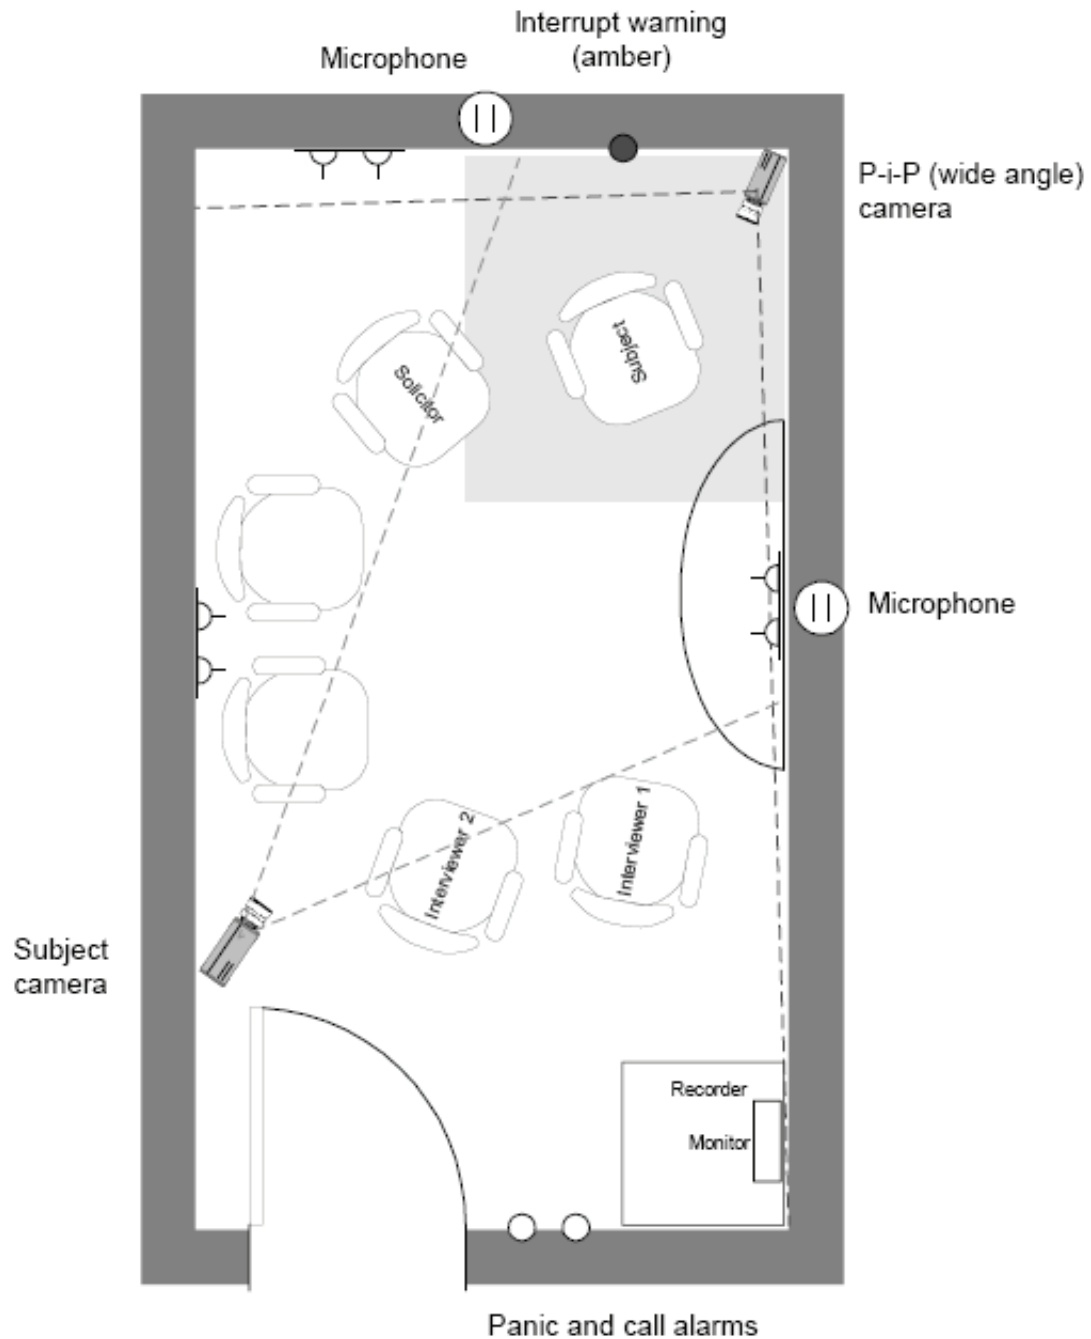 Interrupt warning
(amber)
Microphone
P-i-P (wide angle)
camera
Subject
Solicitor
Microphone
Interviewer 2
Interviewer 1
Subject
camera
Recorder
Monitor
Panic and call alarms